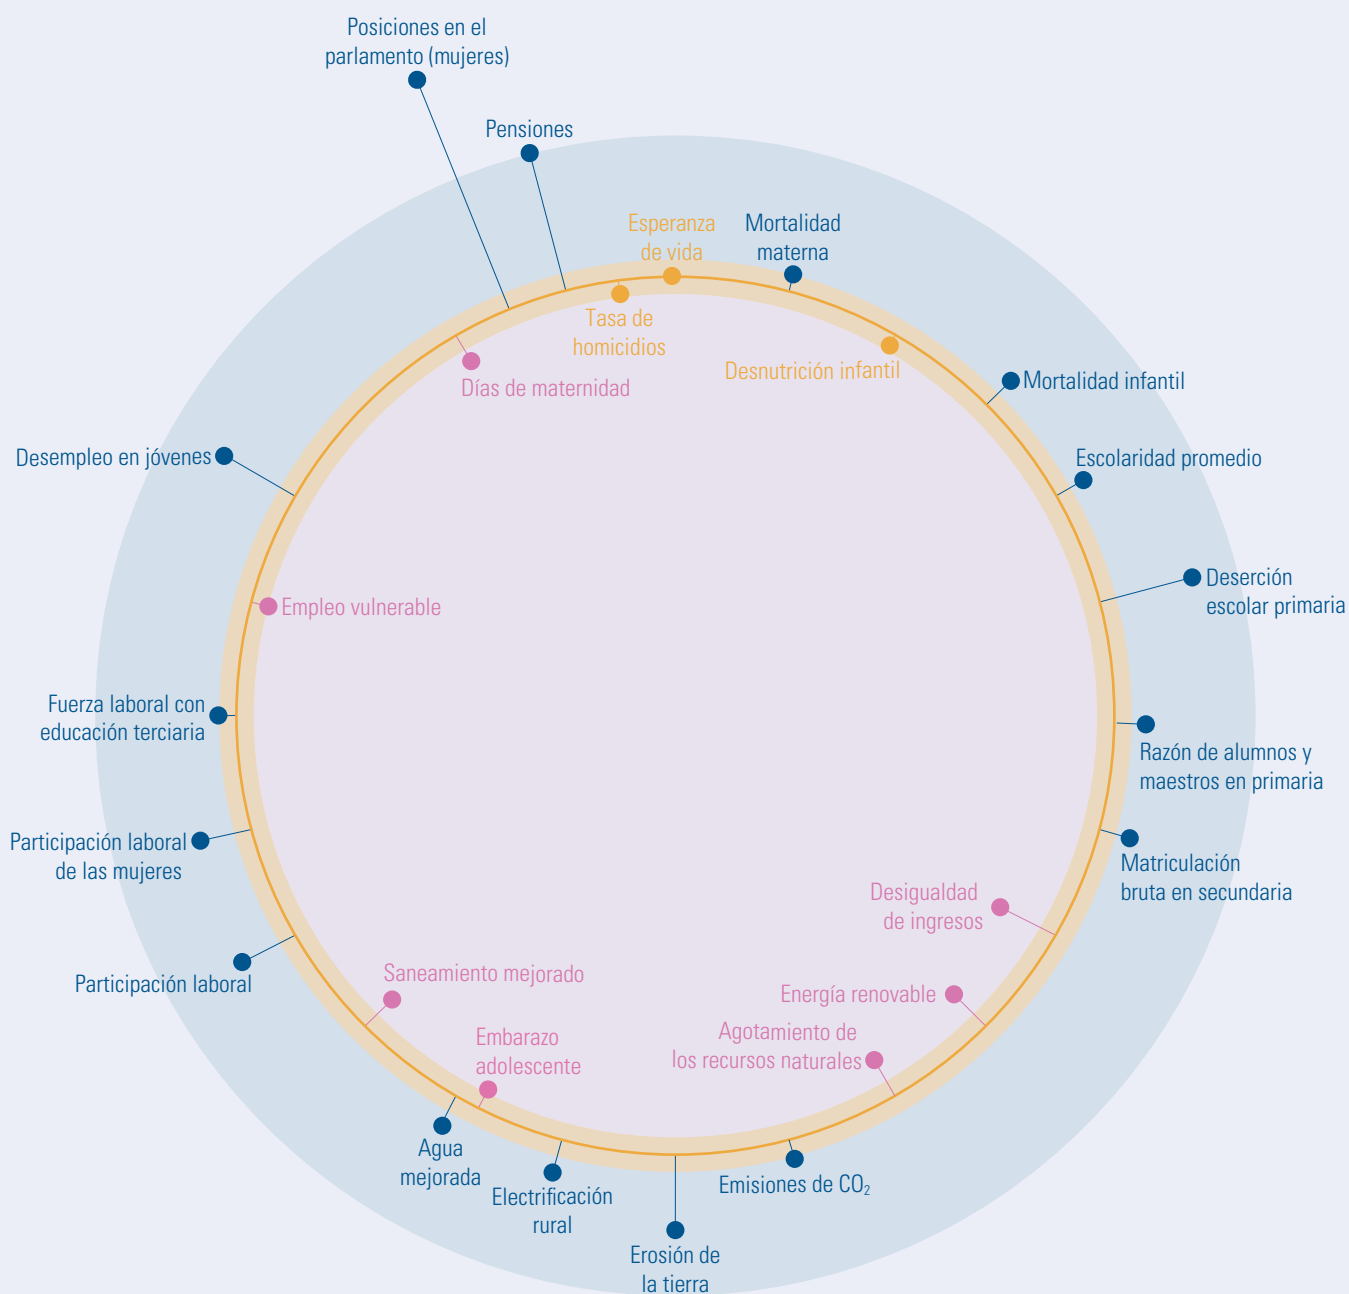 Posiciones en el
parlamento (mujeres)
Pensiones
Esperanza
de vida
Mortalidad
materna
Tasa de
homicidios
Desnutrición infantil
Días de maternidad
Mortalidad infantil
Desempleo en jóvenes
Escolaridad promedio
Deserción
escolar primaria
Empleo vulnerable
Fuerza laboral con
educación terciaria
Razón de alumnos y
maestros en primaria
Participación laboral
de las mujeres
Matriculación
bruta en secundaria
Desigualdad
de ingresos
Participación laboral
Saneamiento mejorado
Energía renovable
Embarazo
adolescente
Agotamiento de
los recursos naturales
Agua
mejorada
Electrificación
rural
Emisiones de CO₂
Erosión de
la tierra